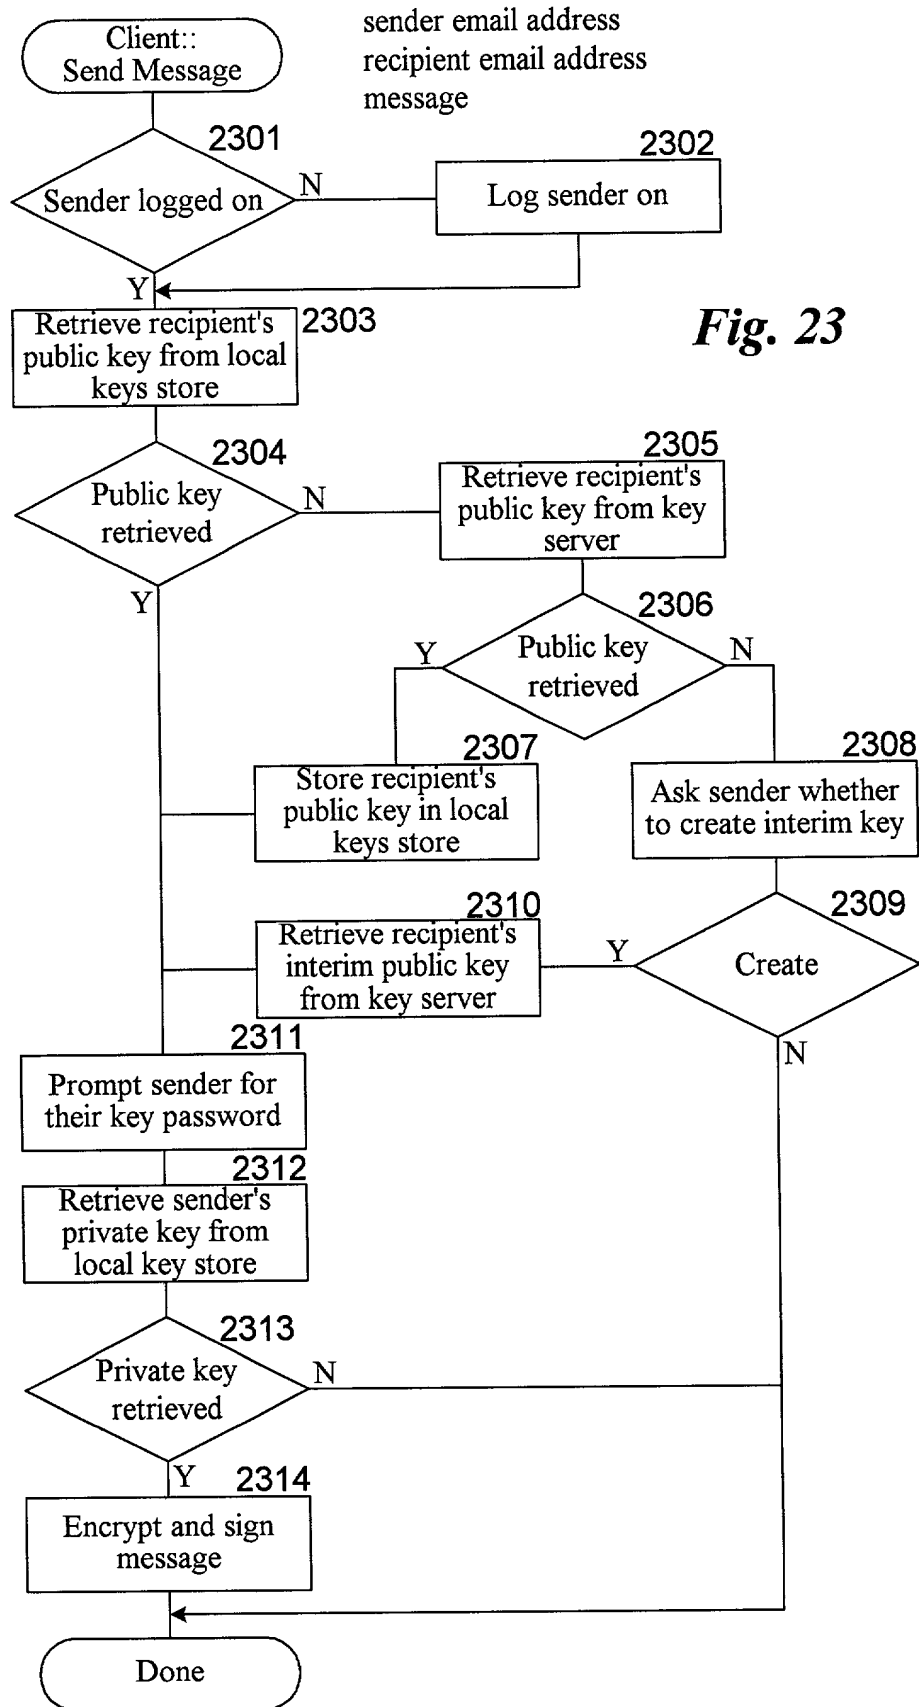 Client::
Send Message
sender email address
recipient email address
message
2301
Sender logged on
N
Y
2302
Log sender on
Fig. 23
2303
Retrieve recipient's
public key from local
keys store
2304
Public key
retrieved
N
Y
2305
Retrieve recipient's
public key from key
server
2306
Public key
retrieved
Y
N
2307
Store recipient's
public key in local
keys store
2308
Ask sender whether
to create interim key
2309
Create
Y
N
2310
Retrieve recipient's
interim public key
from key server
2311
Prompt sender for
their key password
2312
Retrieve sender's
private key from
local key store
2313
Private key
retrieved
N
Y
2314
Encrypt and sign
message
Done